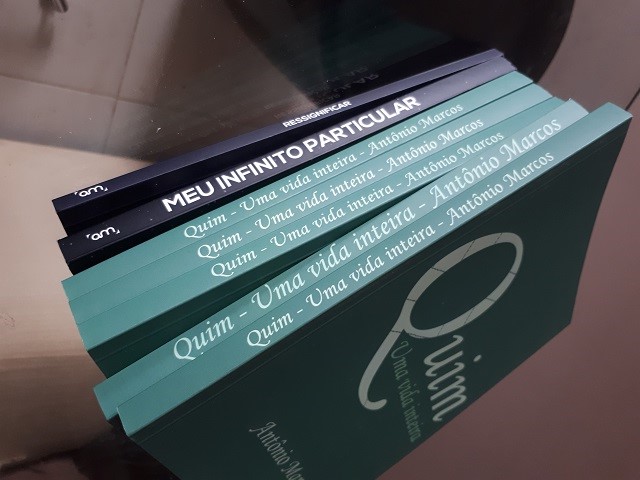 RESSIGNIFICAR
'am,
MEU INFINITO PARTICULAR
'am,
Quim - Uma vida inteira - Antônio Marcos
Quim - Uma vida inteira - Antônio Marcos
Quim - Uma vida inteira - Antônio Marcos
Quim - Uma vida inteira - Antônio Marcos
Quim - Uma vida inteira - Antônio Marcos
Quim
Uma vida inteira
Antônio Mar